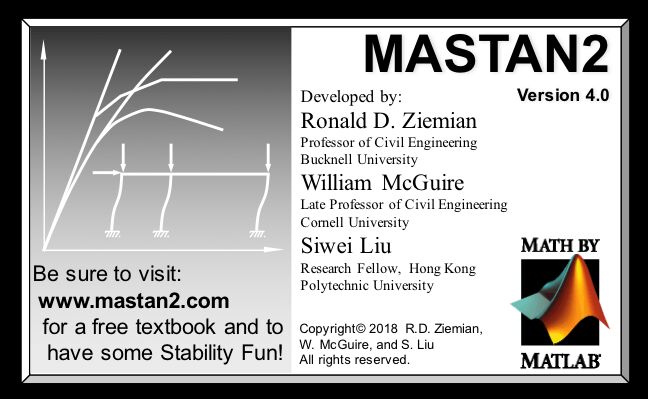 MASTAN2
Version 4.0
Developed by:
Ronald D. Ziemian
Professor of Civil Engineering
Bucknell University
William McGuire
Late Professor of Civil Engineering
Cornell University
Siwei Liu
Research Fellow, Hong Kong
Polytechnic University
Be sure to visit:
www.mastan2.com
for a free textbook and to
have some Stability Fun!
Copyright© 2018 R.D. Ziemian,
W. McGuire, and S. Liu
All rights reserved.
MATH BY
MATLAB®